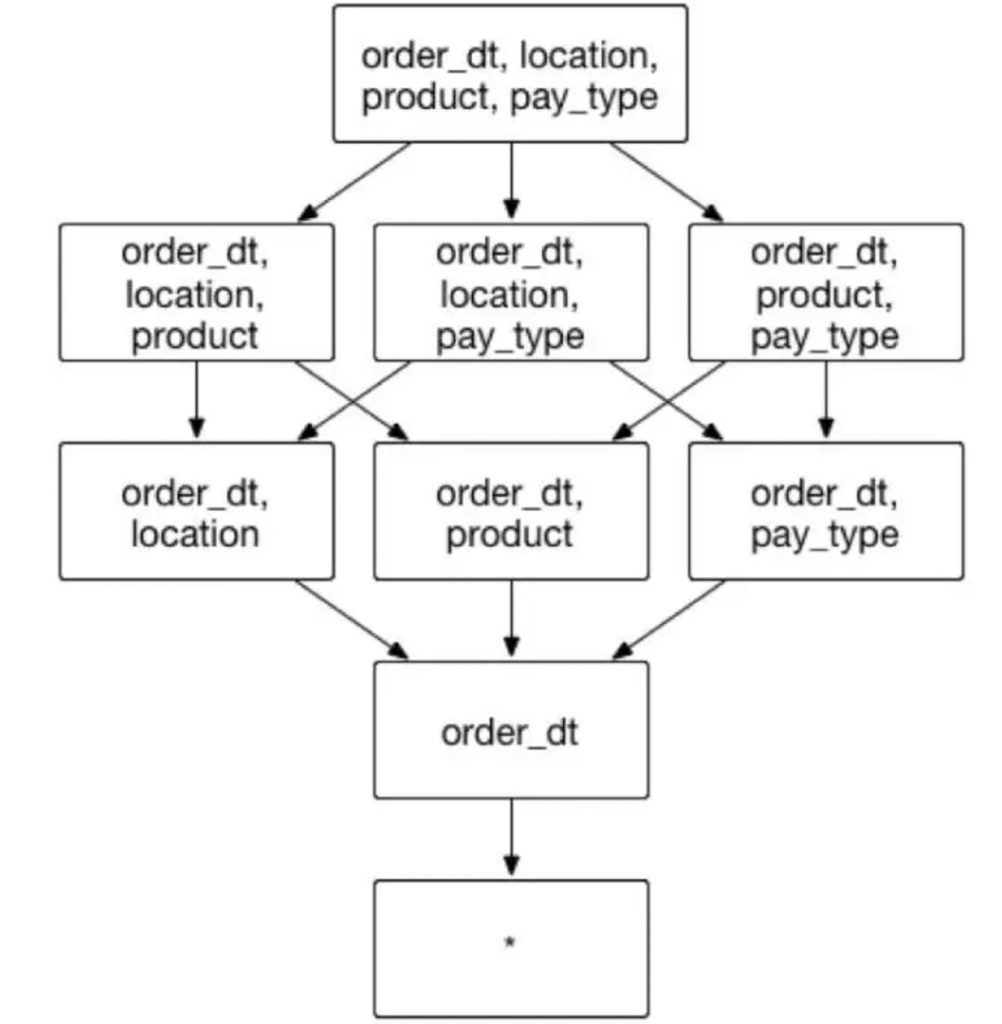 order_dt, location,
product, pay_type
order_dt,
location,
product
order_dt,
location,
pay_type
order_dt,
product,
pay_type
order_dt,
location
order_dt,
product
order_dt,
pay_type
order_dt
*